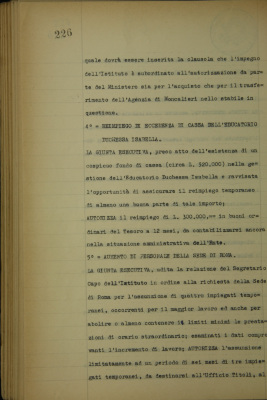 226
quale dovrà essere inserita la clausola che l'impegno
dell'Istituto è subordinato all'autorizzazione da par=
te del Ministero sia per l'acquisto che per il trasfe=
rimento dell'Agenzia di Moncalieri nello stabile in
questione.
4° = REIMPIEGO DI ECCEDENZA DI CASSA DELL'EDUCATORIO
DUCHESSA ISABELLA.
LA GIUNTA ESECUTIVA, preso atto dell'esistenza di un
cospicuo fondo di cassa (circa L. 520,000) nella ge=
stione dell'Educatorio Duchessa Isabella e ravvisata
l'opportunità di assicurare il reimpiego temporaneo
di almeno una buona parte di tale importo;
AUTORIZZA il reimpiego di L. 300,000,== in buoni or=
dinari del Tesoro a 12 mesi, da contabilizzarsi ancora
nella situazione amministrativa dell'Ente.
5° = AUMENTO DI PERSONALE DELLA SEDE DI ROMA.
LA GIUNTA ESECUTIVA, udita la relazione del Segretario
Capo dell'Istituto in ordine alla richiesta della Sede
di Roma per l'assunzione di quattro impiegati tempo=
ranei, occorrenti per il maggior lavoro ed anche per
abolire o almeno contenere in limiti minimi le presta=
zioni di orario straordinario; esaminati i dati compro=
vanti l'incremento di lavoro; AUTORIZZA l'assunzione
limitatamente ad un periodo di sei mesi di tre impie=
gati temporanei, da destinarsi all'Ufficio Titoli, al